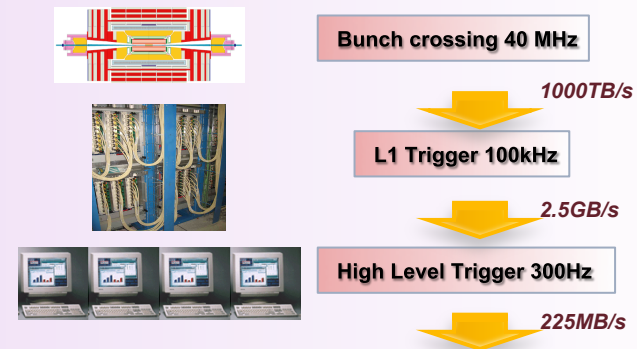 Bunch crossing 40 MHz
1000TB/s
L1 Trigger 100kHz
2.5GB/s
High Level Trigger 300Hz
225MB/s